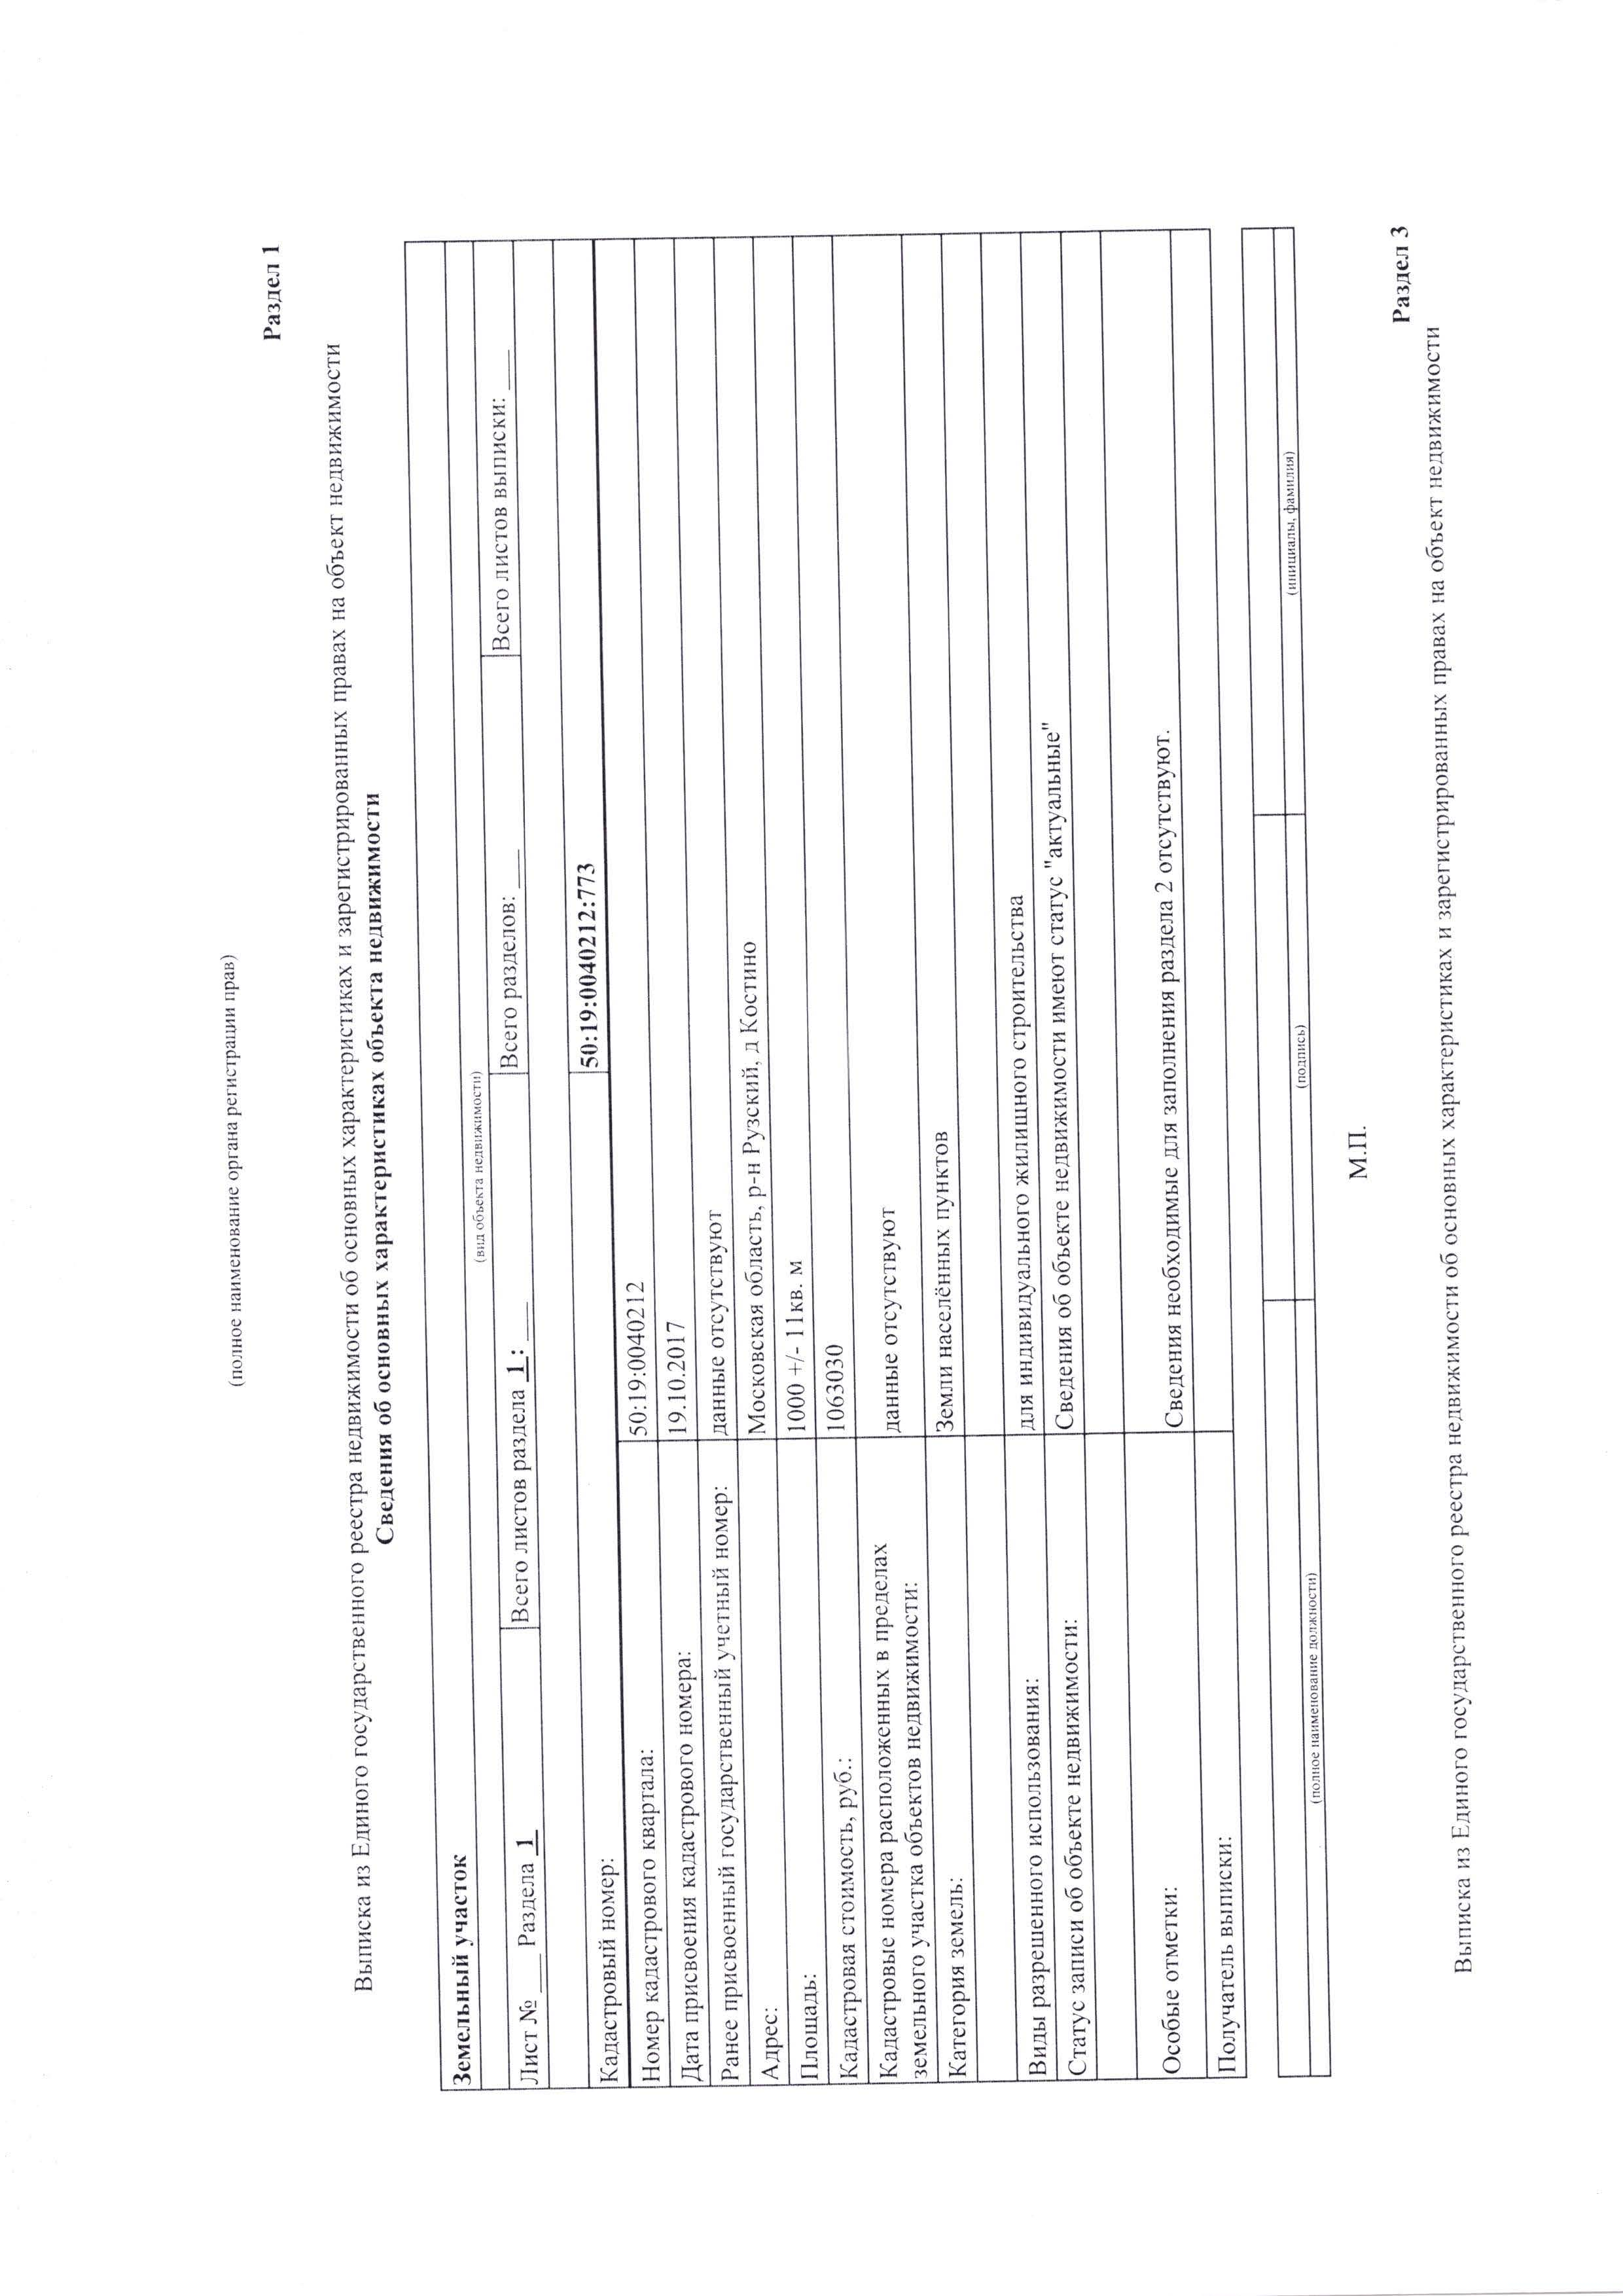 (полное наименование органа регистрации прав)
Раздел 1
Выписка из Единого государственного реестра недвижимости об основных характеристиках и зарегистрированных правах на объект недвижимости
Сведения об основных характеристиках объекта недвижимости
Земельный участок
(вид объекта недвижимости)
Лист № ___ Раздела 1 Всего листов раздела 1 : ___ Всего разделов: ___ Всего листов выписки: ___
Кадастровый номер: 50:19:0040212:773
Номер кадастрового квартала: 50:19:0040212
Дата присвоения кадастрового номера: 19.10.2017
Ранее присвоенный государственный учетный номер: данные отсутствуют
Адрес: Московская область, р-н Рузский, д Костино
Площадь: 1000 +/- 11кв. м
Кадастровая стоимость, руб.: 1063030
Кадастровые номера расположенных в пределах
земельного участка объектов недвижимости: данные отсутствуют
Категория земель: Земли населённых пунктов
Виды разрешенного использования: для индивидуального жилищного строительства
Статус записи об объекте недвижимости: Сведения об объекте недвижимости имеют статус "актуальные"
Особые отметки: Сведения необходимые для заполнения раздела 2 отсутствуют.
Получатель выписки:
(полное наименование должности) (подпись) (инициалы, фамилия)
М.П.
Раздел 3
Выписка из Единого государственного реестра недвижимости об основных характеристиках и зарегистрированных правах на объект недвижимости